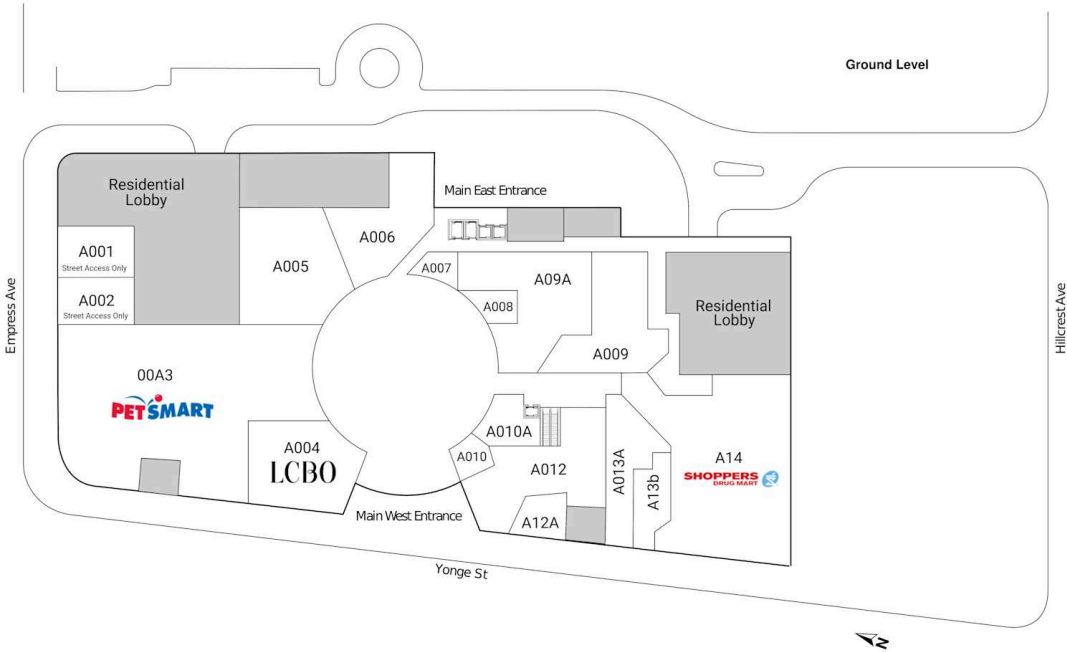 Ground Level
Residential
Lobby
Main East Entrance
A001
Street Access Only
A002
Street Access Only
A005
A006
A007
A008
A09A
A009
Residential
Lobby
Empress Ave
Hillcrest Ave
00A3
PETSMART
A004
LCBO
A010A
A010
A012
A12A
A013A
A13b
A14
SHOPPERS
DRUG MART
Main West Entrance
Yonge St
N